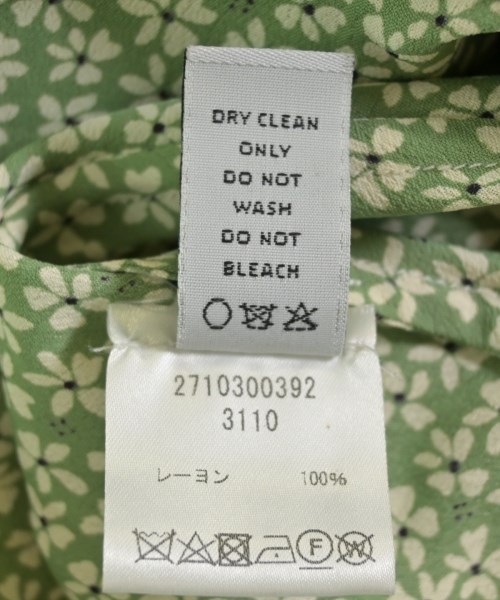 DRY CLEAN
ONLY
DO NOT
WASH
DO NOT
BLEACH
2710300392
3110
レーヨン 100%
F W